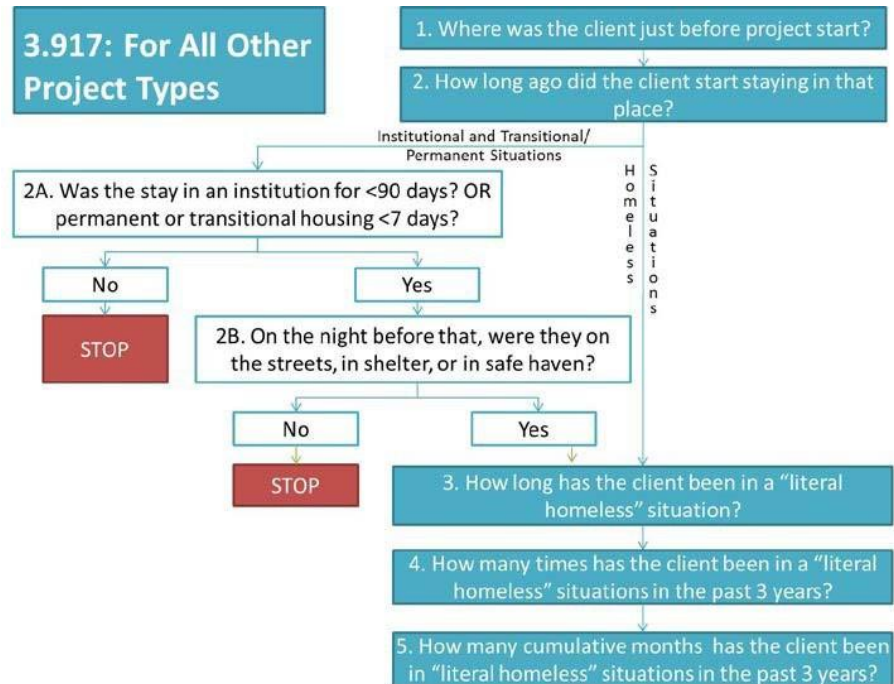 3.917: For All Other
Project Types
1. Where was the client just before project start?
2. How long ago did the client start staying in that
place?
Institutional and Transitional/
Permanent Situations
Homeless
Situations
2A. Was the stay in an institution for <90 days? OR
permanent or transitional housing <7 days?
No
Yes
STOP
2B. On the night before that, were they on
the streets, in shelter, or in safe haven?
No
Yes
STOP
3. How long has the client been in a “literal
homeless” situation?
4. How many times has the client been in a “literal
homeless” situations in the past 3 years?
5. How many cumulative months has the client been
in “literal homeless” situations in the past 3 years?